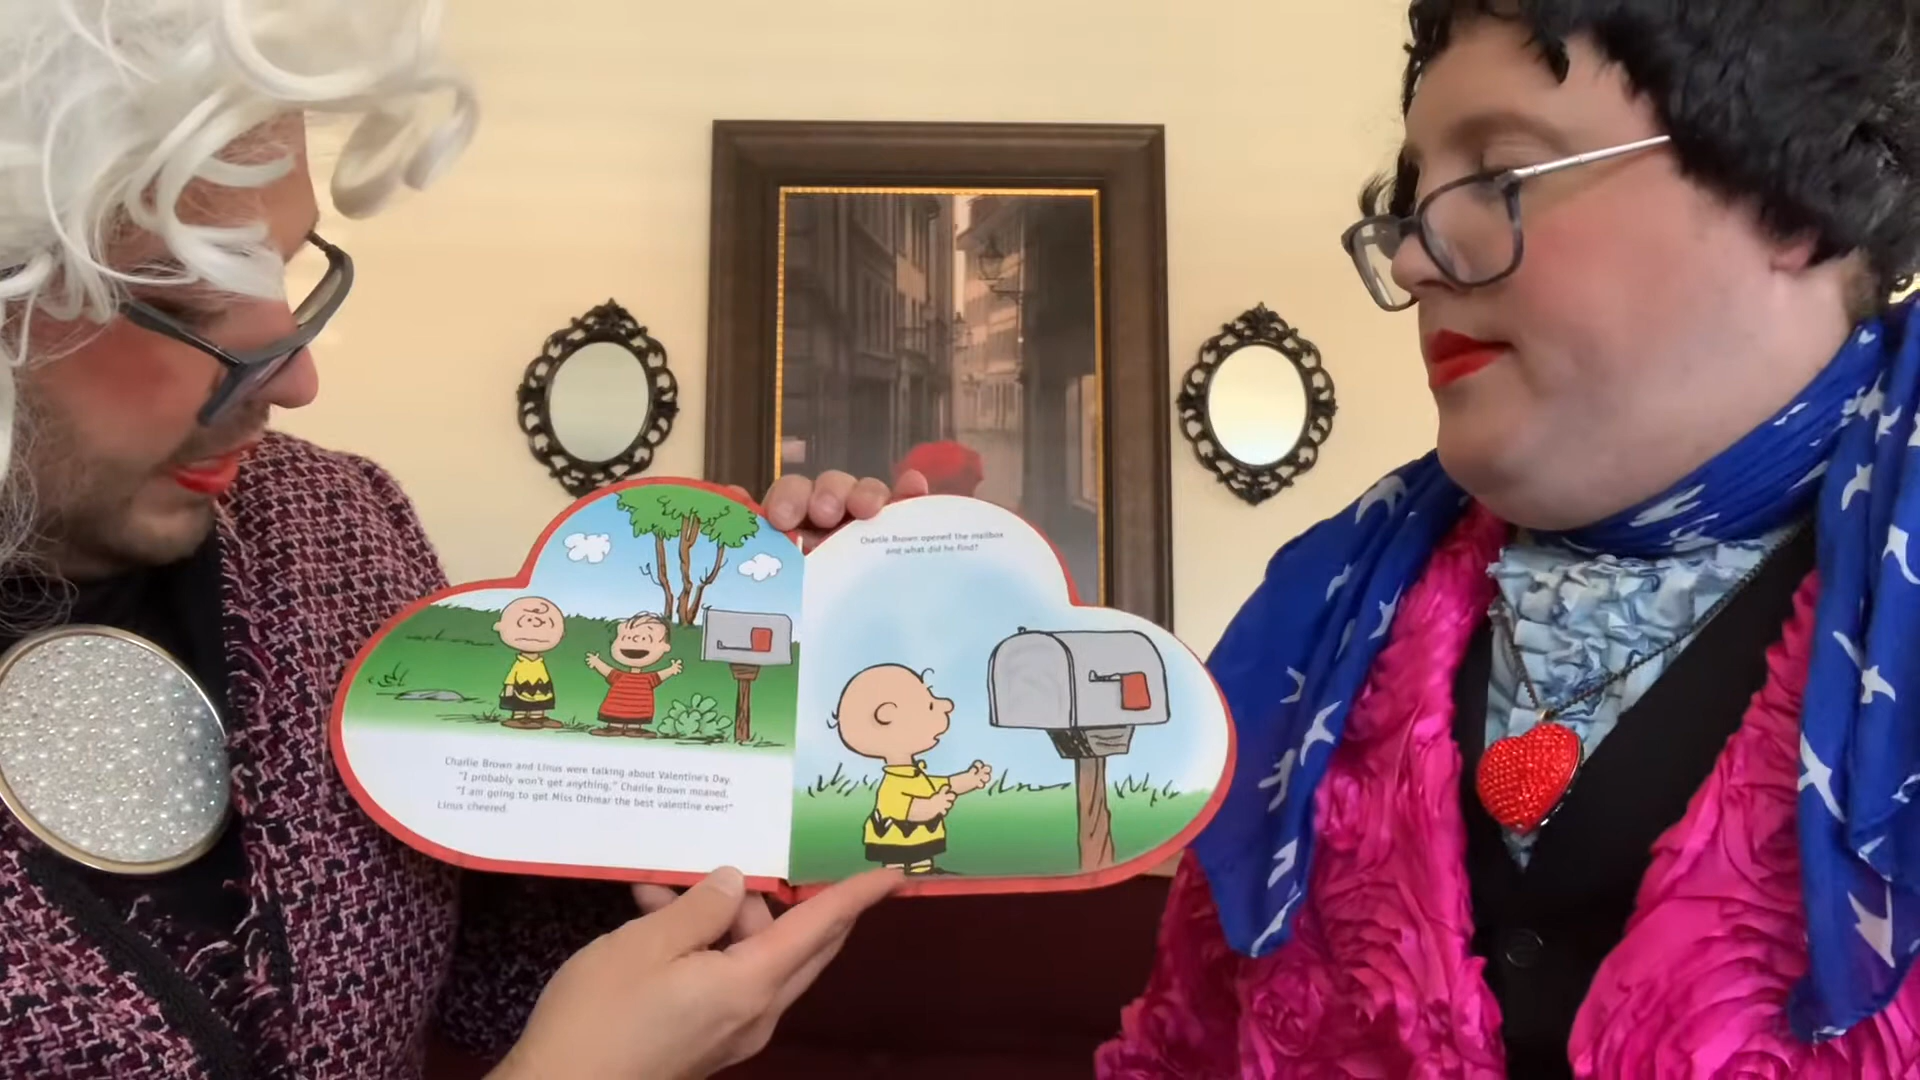 Charlie Brown and Linus were talking about Valentine's Day.
"I probably won't get anything," Charlie Brown moaned.
"I am going to get Miss Othmar the best valentine ever!"
Linus cheered.
Charlie Brown opened the mailbox
and what did he find?